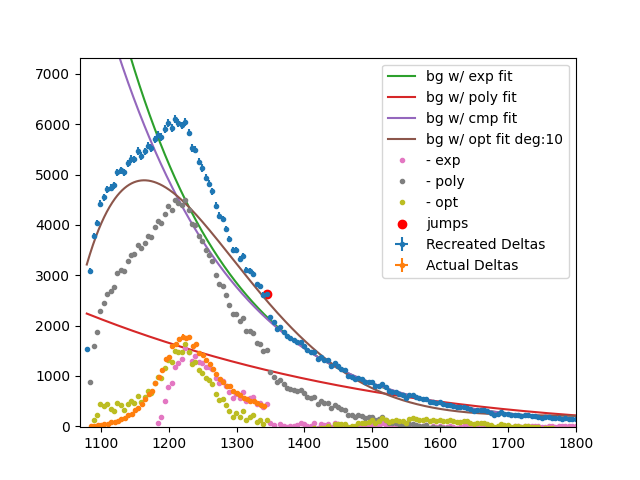 7000
6000
5000
4000
3000
2000
1000
0
1100 1200 1300 1400 1500 1600 1700 1800
bg w/ exp fit
bg w/ poly fit
bg w/ cmp fit
bg w/ opt fit deg:10
- exp
- poly
- opt
jumps
Recreated Deltas
Actual Deltas